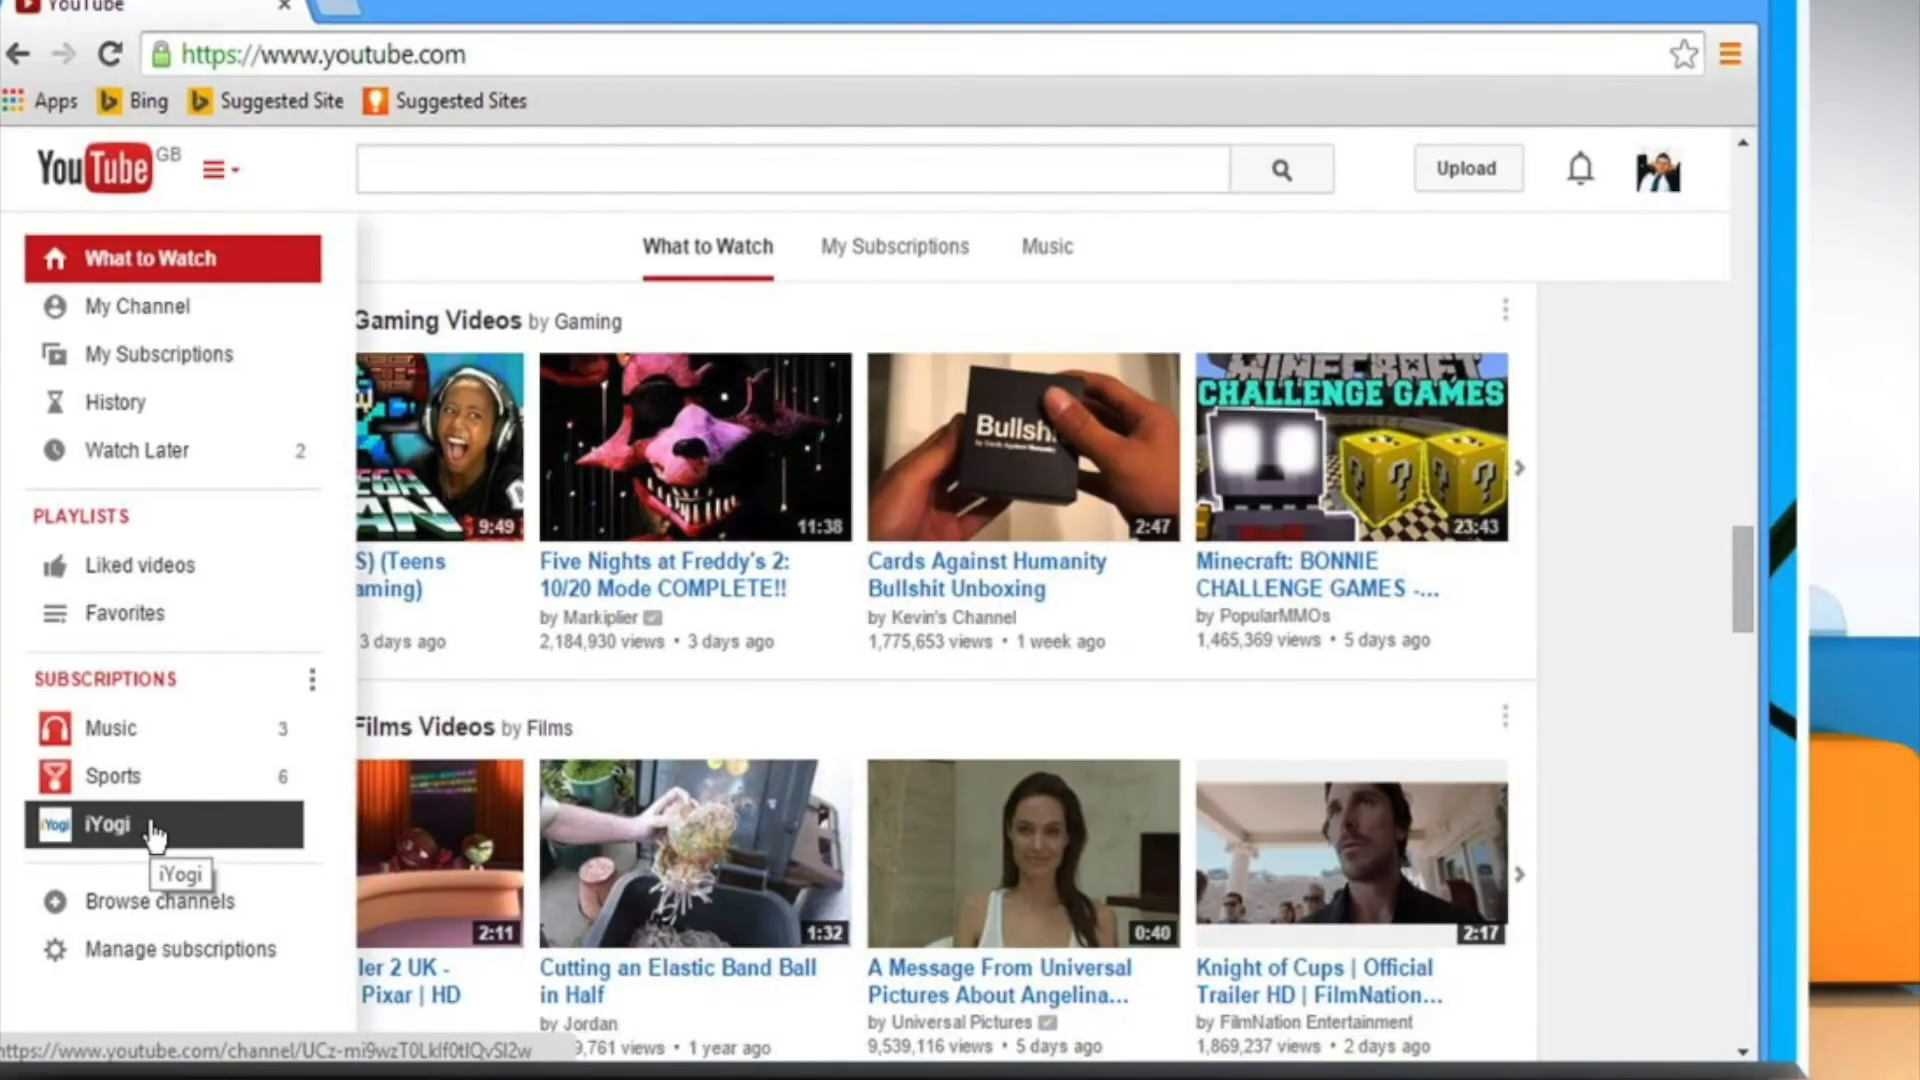 YouTube
https://www.youtube.com
Apps Bing Suggested Site Suggested Sites
YouTube GB
Upload
What to Watch My Subscriptions Music
What to Watch
My Channel
My Subscriptions
History
Watch Later 2
PLAYLISTS
Liked videos
Favorites
SUBSCRIPTIONS
Music 3
Sports 6
iYogi iYogi
iYogi
Browse channels
Manage subscriptions
Gaming Videos by Gaming
9:49
11:38
Bullsh
2:47
MINECRAFT
CHALLENGE GAMES
23:43
S) (Teens
aming)
3 days ago
Five Nights at Freddy's 2:
10/20 Mode COMPLETE!!
by Markiplier
2,184,930 views • 3 days ago
Cards Against Humanity
Bullshit Unboxing
by Kevin's Channel
1,775,653 views • 1 week ago
Minecraft: BONNIE
CHALLENGE GAMES -...
by PopularMMOs
1,465,369 views • 5 days ago
Films Videos by Films
2:11
1:32
0:40
2:17
ler 2 UK -
Pixar | HD
Cutting an Elastic Band Ball
in Half
by Jordan
9,761 views • 1 year ago
A Message From Universal
Pictures About Angelina...
by Universal Pictures
9,539,116 views • 5 days ago
Knight of Cups | Official
Trailer HD | FilmNation...
by FilmNation Entertainment
1,869,237 views • 2 days ago